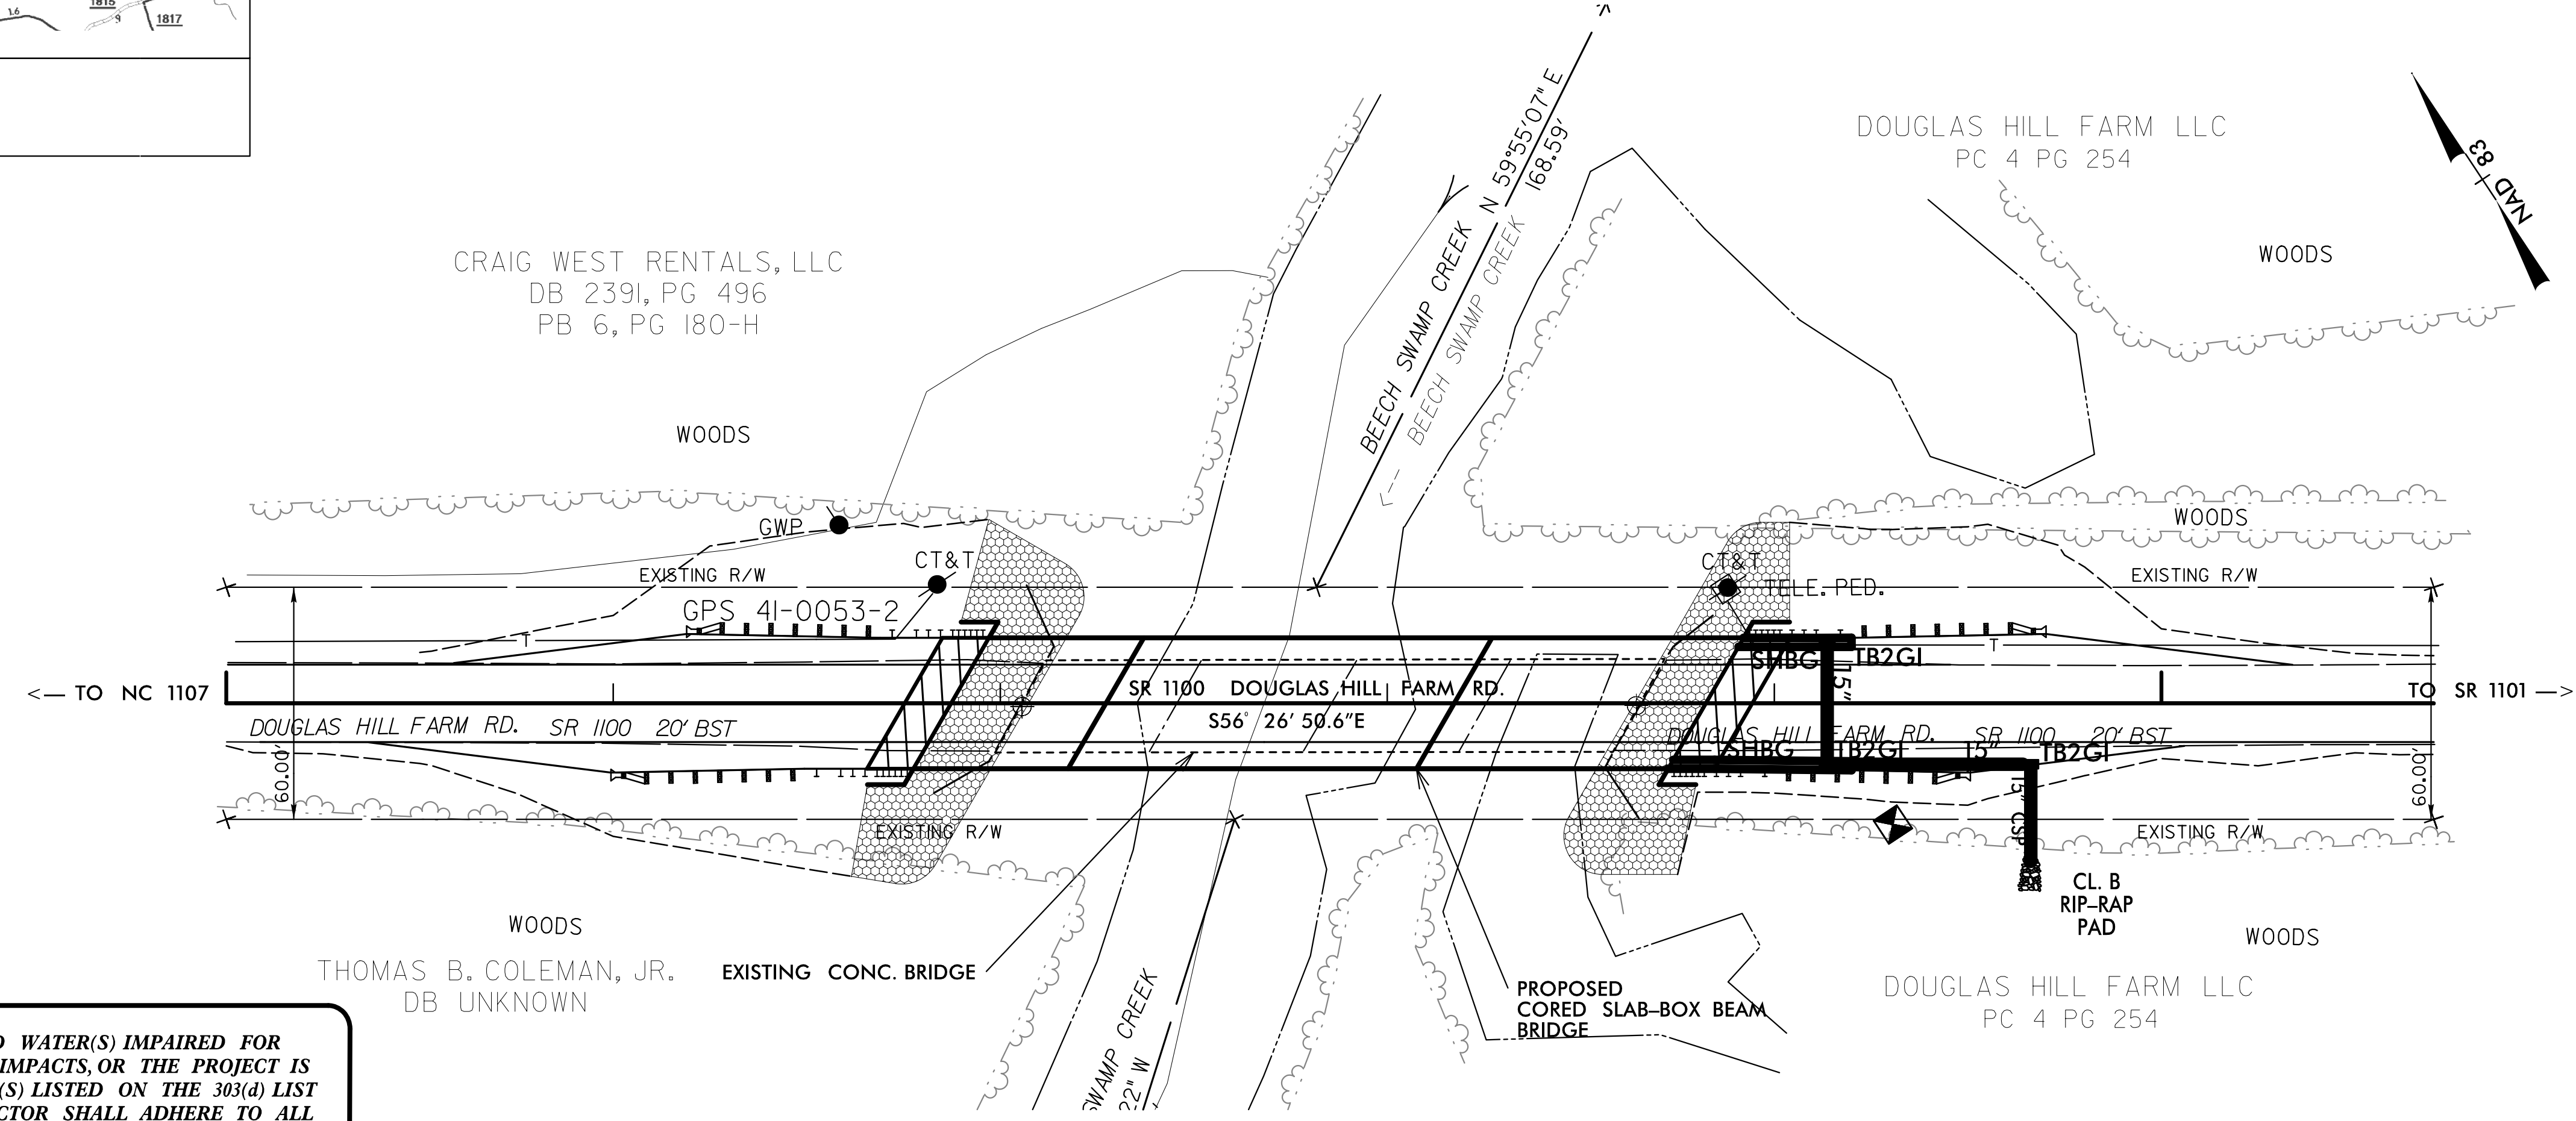 1.6
1815
9
1817
NAD 83
DOUGLAS HILL FARM LLC
PC 4 PG 254
WOODS
N 59°55'07" E
168.59'
BEECH SWAMP CREEK
BEECH SWAMP CREEK
CRAIG WEST RENTALS, LLC
DB 2391, PG 496
PB 6, PG 180-H
WOODS
WOODS
GWP
CT&T
CT&T
TELE. PED.
EXISTING R/W
EXISTING R/W
GPS 41-0053-2
T
T
SHBG
TB2GI
15"
<— TO NC 1107
SR 1100 DOUGLAS HILL FARM RD.
TO SR 1101 —>
S56° 26' 50.6"E
DOUGLAS HILL FARM RD. SR 1100 20' BST
DOUGLAS HILL FARM RD. SR 1100 20' BST
SHBG
TB2GI
15"
TB2GI
60.00'
60.00'
15" CSP
EXISTING R/W
EXISTING R/W
CL. B
RIP-RAP
PAD
WOODS
WOODS
THOMAS B. COLEMAN, JR.
DB UNKNOWN
EXISTING CONC. BRIDGE
PROPOSED
CORED SLAB-BOX BEAM
BRIDGE
DOUGLAS HILL FARM LLC
PC 4 PG 254
SWAMP CREEK
22" W
WATER(S) IMPAIRED FOR
IMPACTS, OR THE PROJECT IS
(S) LISTED ON THE 303(d) LIST
CTOR SHALL ADHERE TO ALL